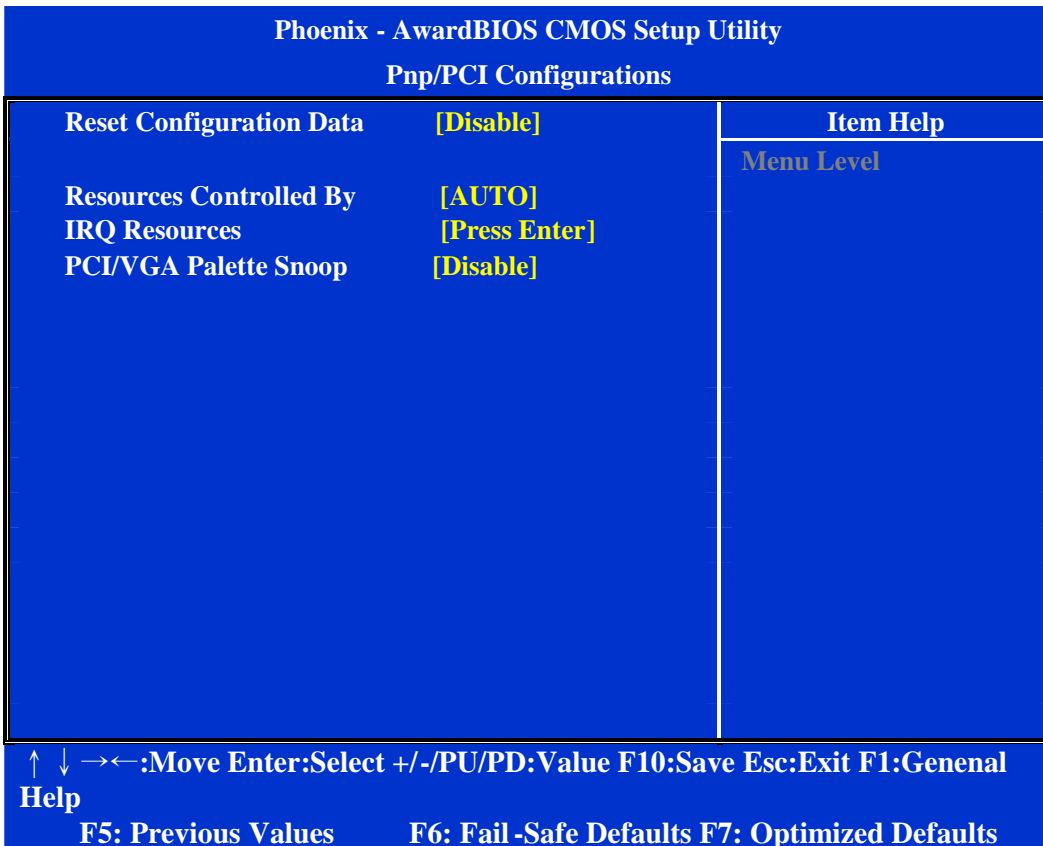 Phoenix - AwardBIOS CMOS Setup Utility
Pnp/PCI Configurations
Reset Configuration Data [Disable]
Item Help
Menu Level
Resources Controlled By [AUTO]
IRQ Resources [Press Enter]
PCI/VGA Palette Snoop [Disable]
↑ ↓ →←:Move Enter:Select +/-/PU/PD:Value F10:Save Esc:Exit F1:Genenal
Help
F5: Previous Values F6: Fail -Safe Defaults F7: Optimized Defaults